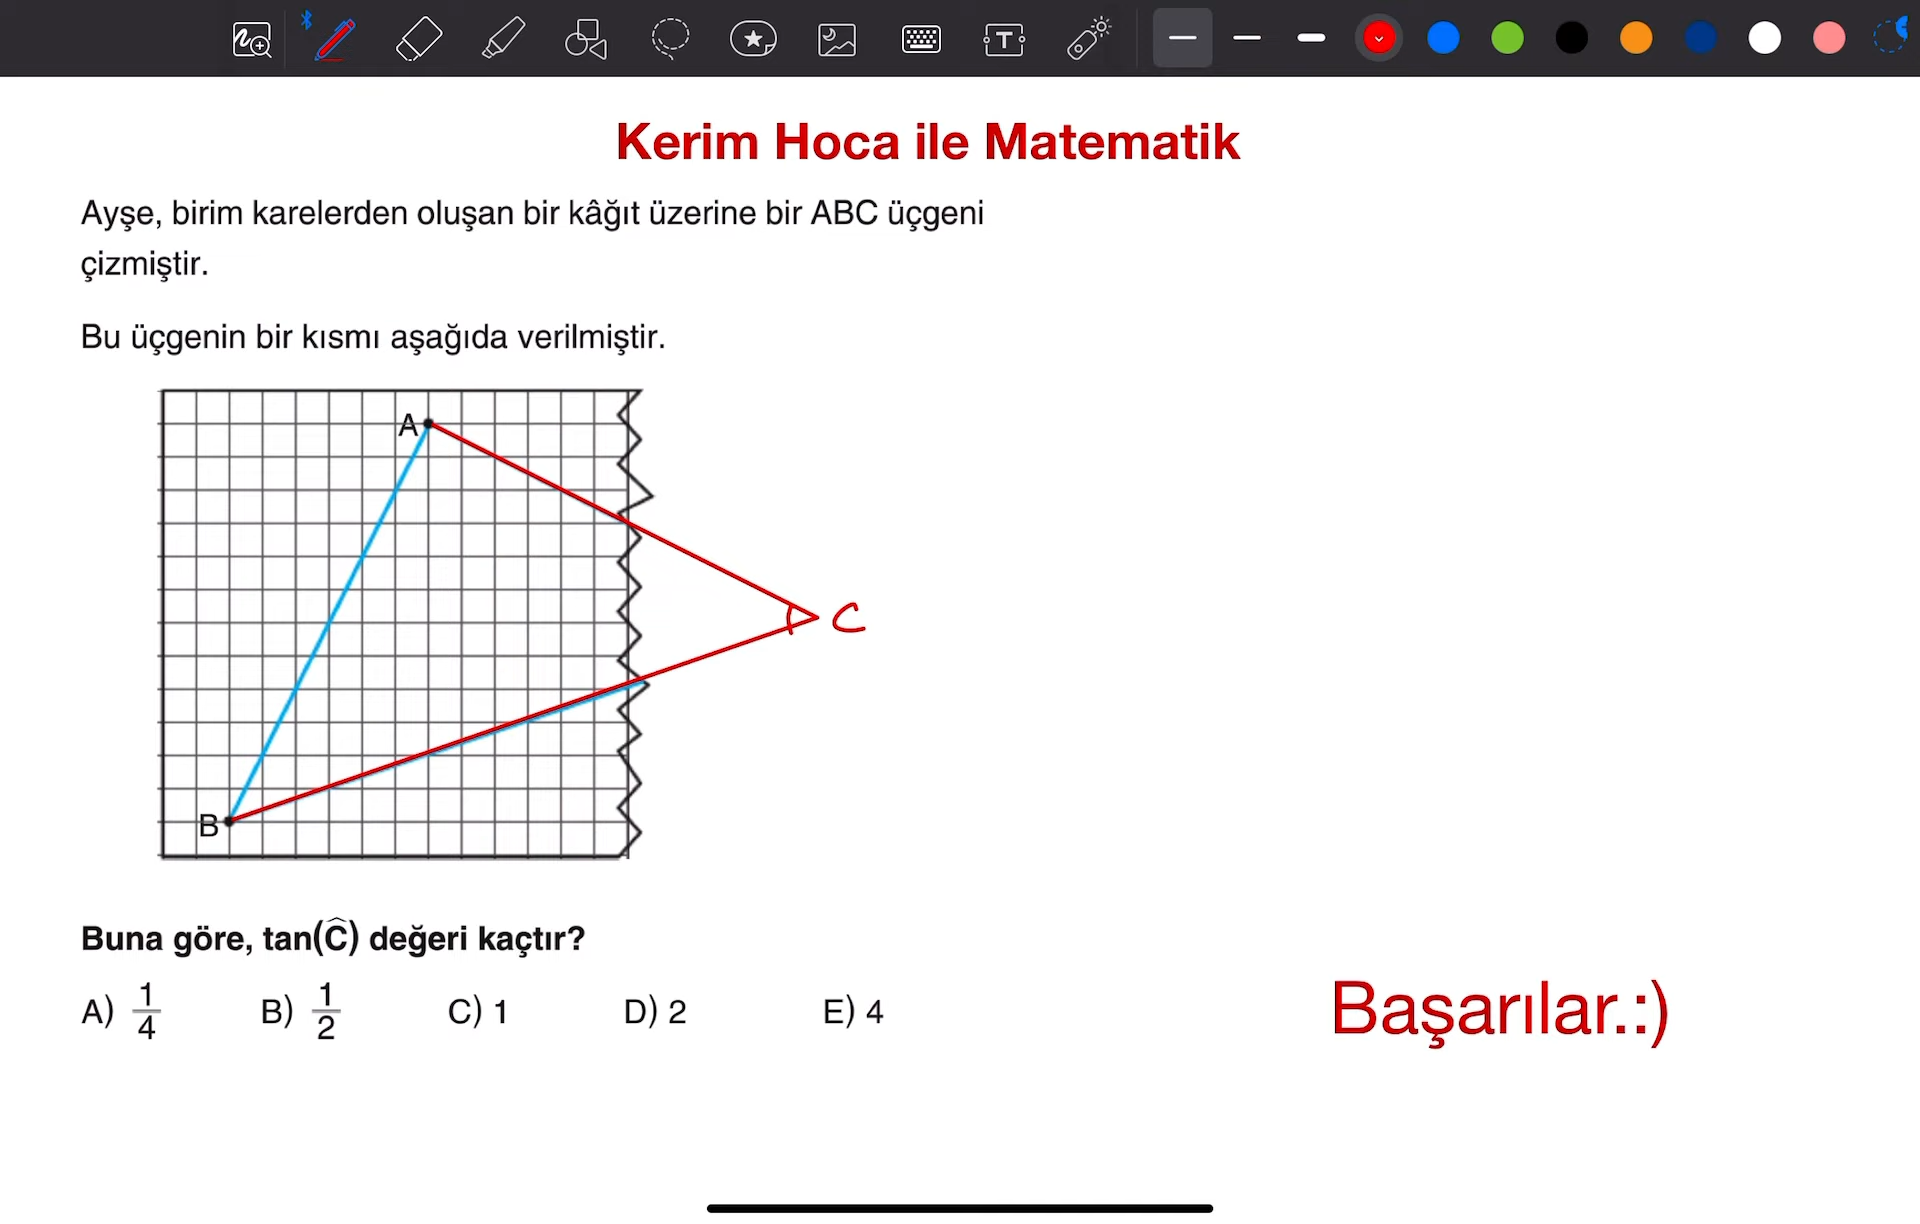 Kerim Hoca ile Matematik
Ayşe, birim karelerden oluşan bir kâğıt üzerine bir ABC üçgeni
çizmiştir.
Bu üçgenin bir kısmı aşağıda verilmiştir.
A
C
B
Buna göre, tan(Ĉ) değeri kaçtır?
A) 1/4 B) 1/2 C) 1 D) 2 E) 4
Başarılar.:)